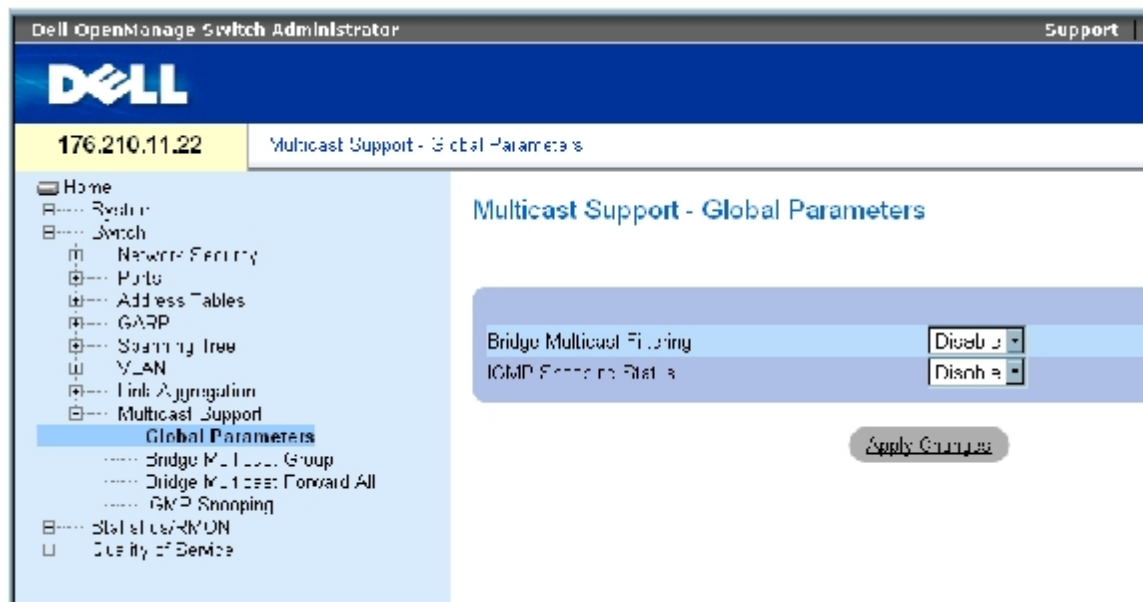 Dell OpenManage Switch Administrator
Support
DELL
176.210.11.22
Multicast Support - Global Parameters
Home
System
Switch
Network Security
Ports
Address Tables
GARP
Spanning Tree
VLAN
Link Aggregation
Multicast Support
Global Parameters
Bridge Multicast Group
Bridge Multicast Forward All
IGMP Snooping
Statistics/RMON
Quality of Service
Multicast Support - Global Parameters
Bridge Multicast Filtering
Disable
IGMP Snooping Status
Disable
Apply Changes